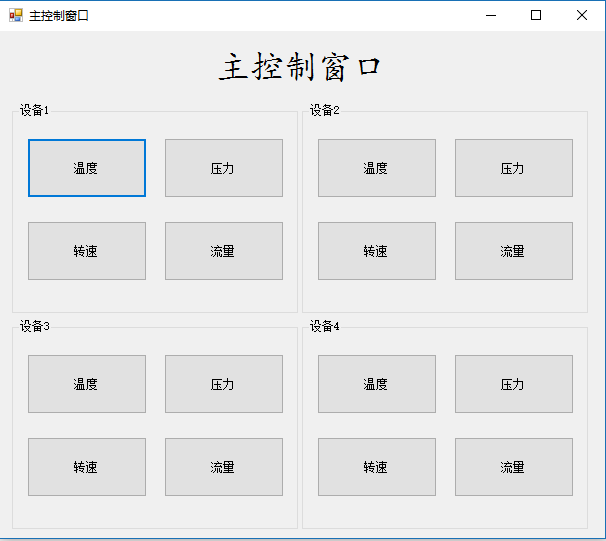 主控制窗口
主控制窗口
设备1
温度 压力
转速 流量
设备2
温度 压力
转速 流量
设备3
温度 压力
转速 流量
设备4
温度 压力
转速 流量